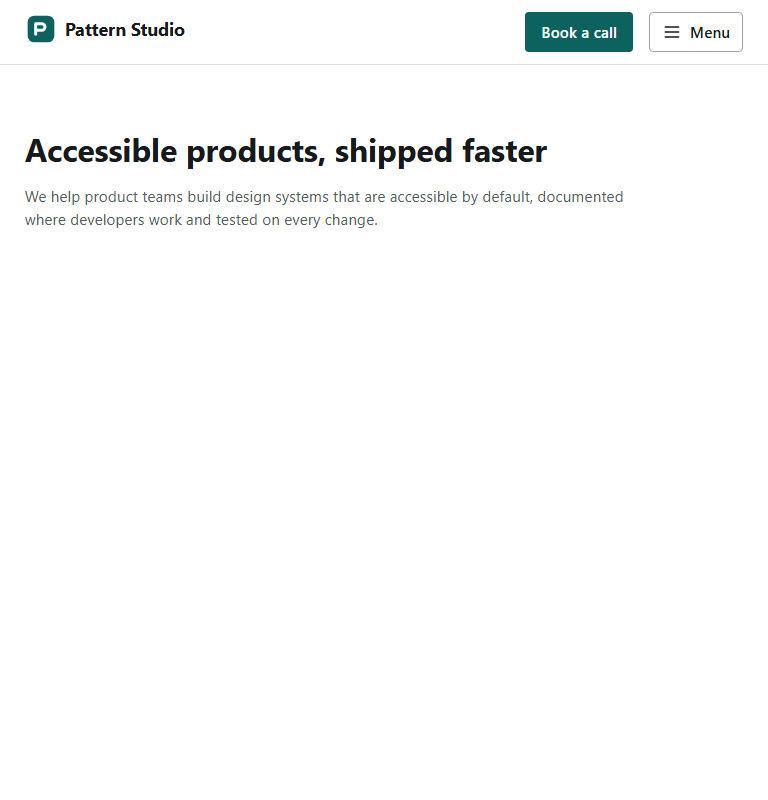 Pattern Studio
Book a call
Menu
Accessible products, shipped faster
We help product teams build design systems that are accessible by default, documented
where developers work and tested on every change.